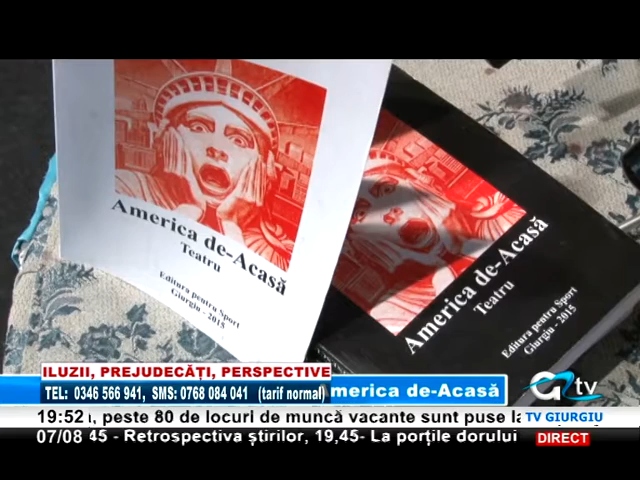 America de-Acasă
Teatru
Editura pentru Sport
Giurgiu - 2015
America de-Acasă
Teatru
Editura pentru Sport
Giurgiu - 2015
ILUZII, PREJUDECĂȚI, PERSPECTIVE
TEL: 0346 566 941, SMS: 0768 084 041 (tarif normal)
merica de-Acasă
G tv
19:52
, peste 80 de locuri de muncă vacante sunt puse la
TV GIURGIU
07/08
45 - Retrospectiva știrilor, 19,45- La porțile dorului
DIRECT